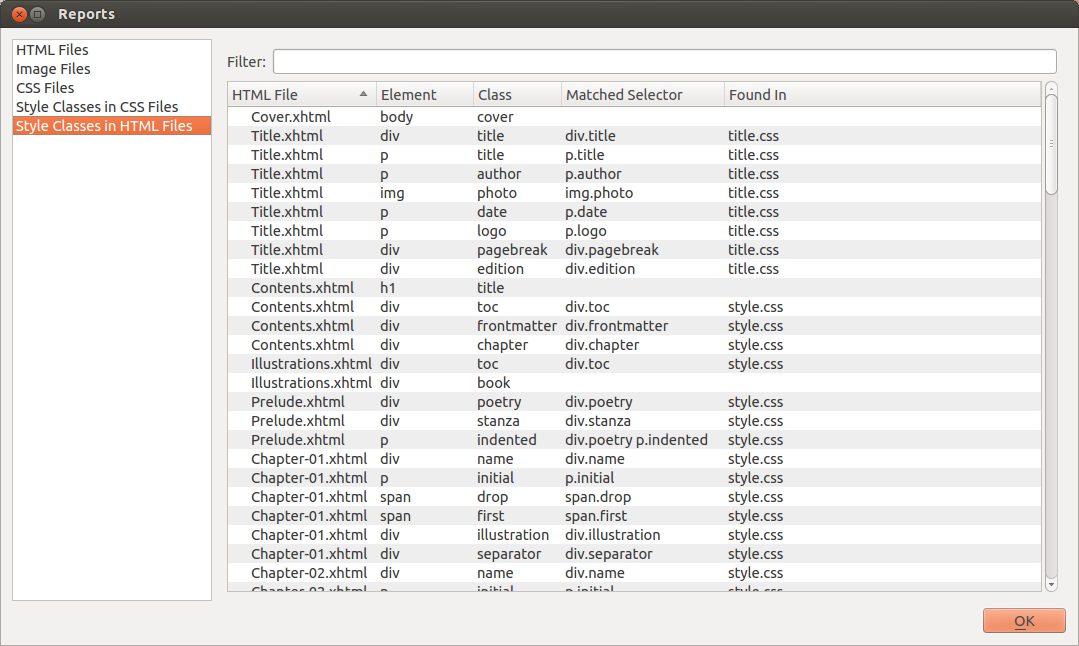 Reports
HTML Files
Image Files
CSS Files
Style Classes in CSS Files
Style Classes in HTML Files
Filter:
HTML File Element Class Matched Selector Found In
Cover.xhtml body cover
Title.xhtml div title div.title title.css
Title.xhtml p title p.title title.css
Title.xhtml p author p.author title.css
Title.xhtml img photo img.photo title.css
Title.xhtml p date p.date title.css
Title.xhtml p logo p.logo title.css
Title.xhtml div pagebreak div.pagebreak title.css
Title.xhtml div edition div.edition title.css
Contents.xhtml h1 title
Contents.xhtml div toc div.toc style.css
Contents.xhtml div frontmatter div.frontmatter style.css
Contents.xhtml div chapter div.chapter style.css
Illustrations.xhtml div toc div.toc style.css
Illustrations.xhtml div book
Prelude.xhtml div poetry div.poetry style.css
Prelude.xhtml div stanza div.stanza style.css
Prelude.xhtml p indented div.poetry p.indented style.css
Chapter-01.xhtml div name div.name style.css
Chapter-01.xhtml p initial p.initial style.css
Chapter-01.xhtml span drop span.drop style.css
Chapter-01.xhtml span first span.first style.css
Chapter-01.xhtml div illustration div.illustration style.css
Chapter-01.xhtml div separator div.separator style.css
Chapter-02.xhtml div name div.name style.css
Chapter-02.xhtml p initial p.initial style.css
OK